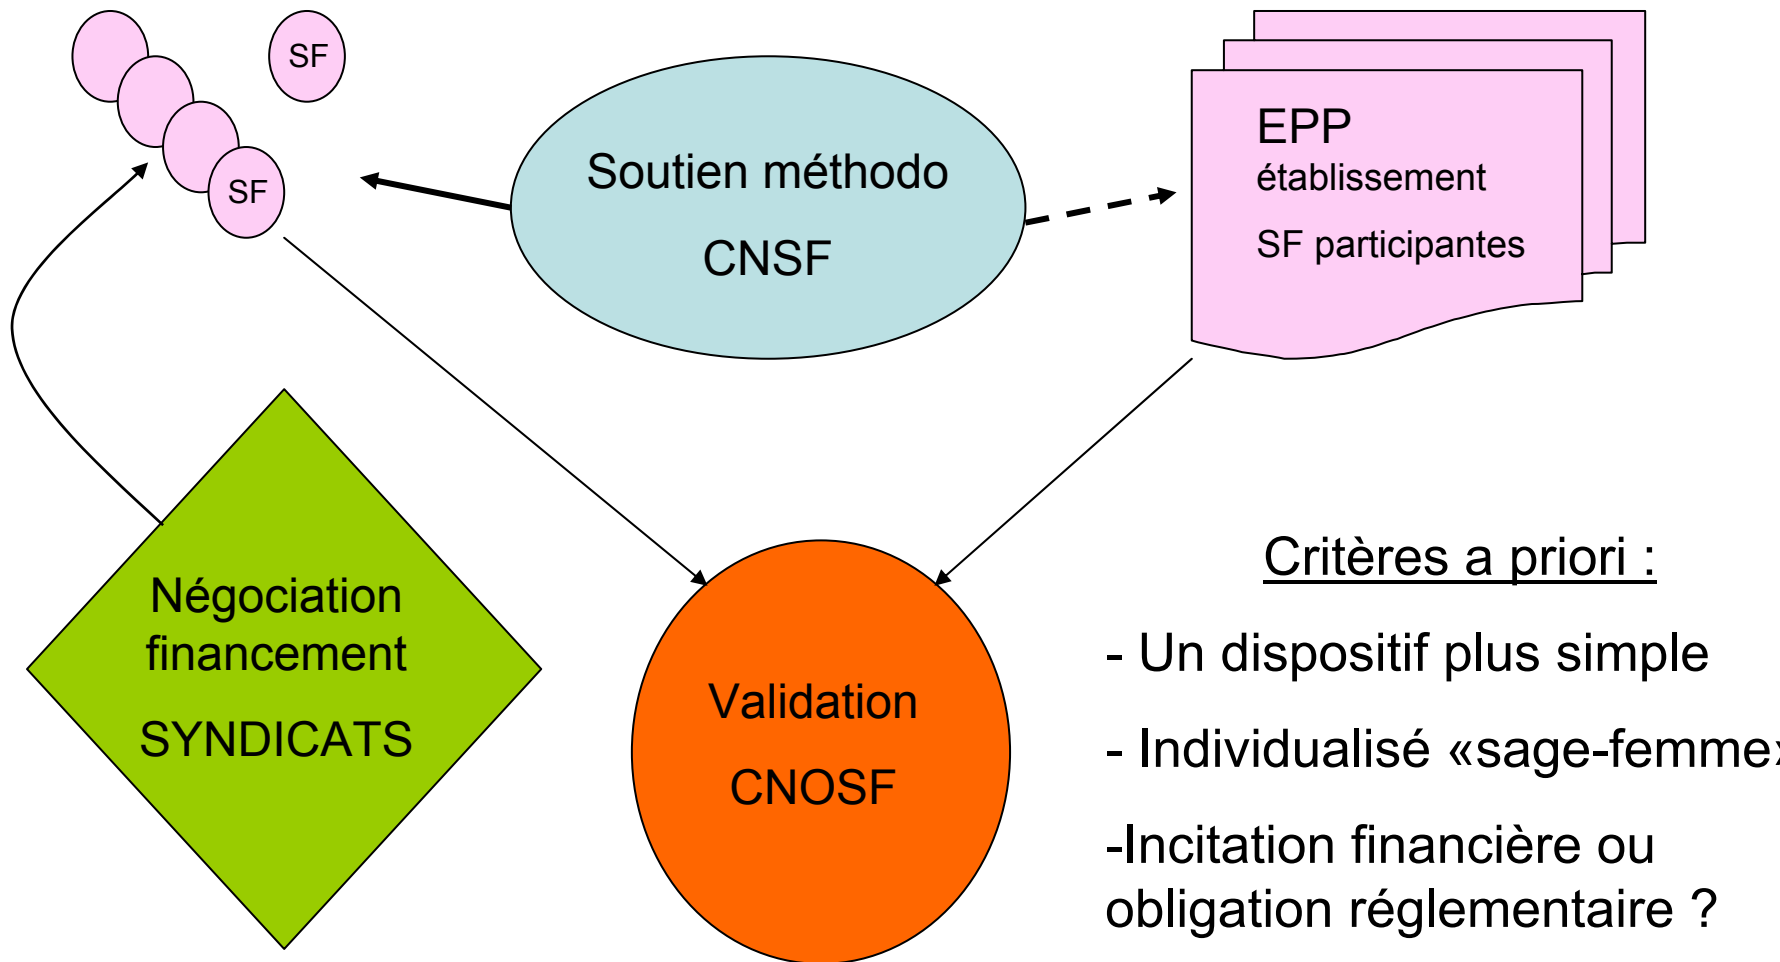 SF
SF
Soutien méthodo
CNSF
EPP
établissement
SF participantes
Négociation
financement
SYNDICATS
Validation
CNOSF
Critères a priori :
- Un dispositif plus simple
- Individualisé «sage-femme»
-Incitation financière ou
obligation réglementaire ?